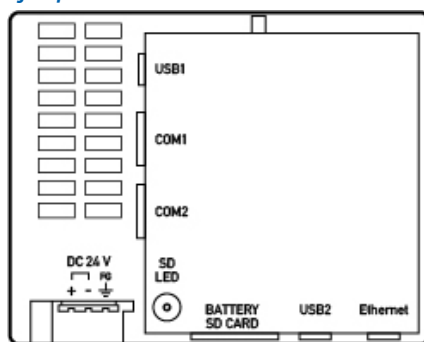 USB1
COM1
COM2
DC 24 V
FG
+ -
SD
LED
BATTERY
SD CARD
USB2
Ethernet